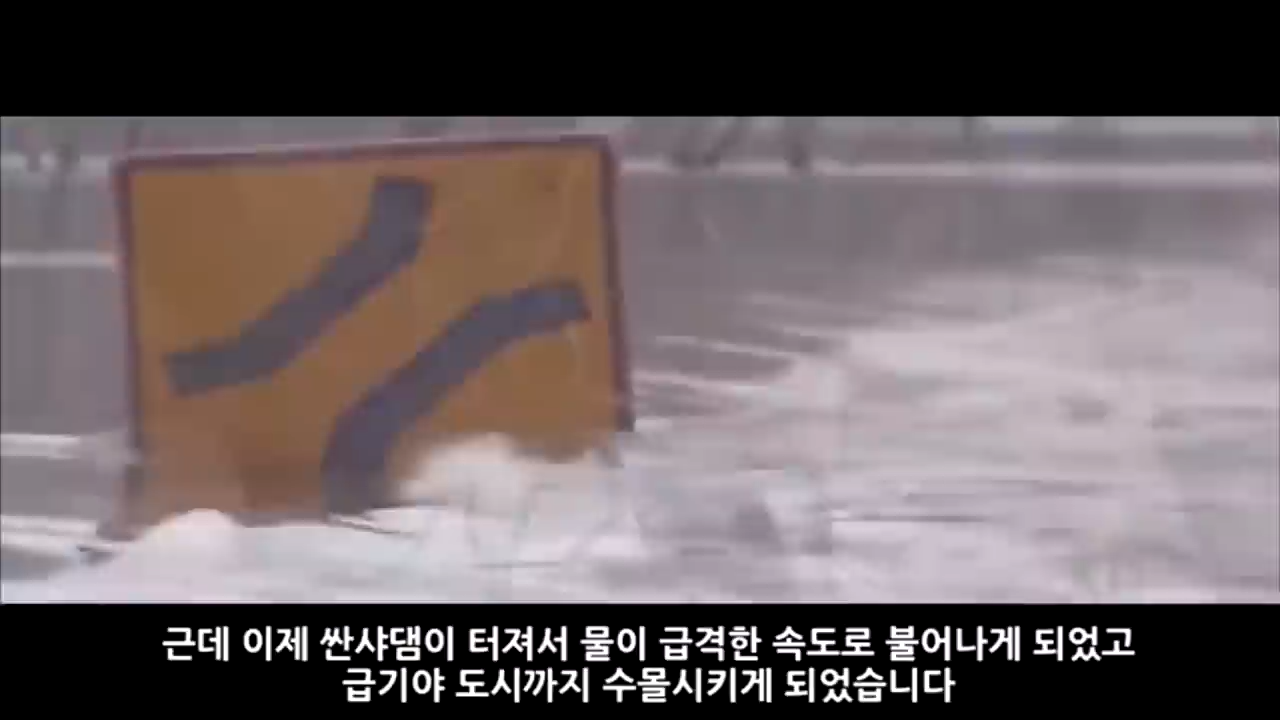 근데 이제 싼샤댐이 터져서 물이 급격한 속도로 불어나게 되었고
급기야 도시까지 수몰시키게 되었습니다